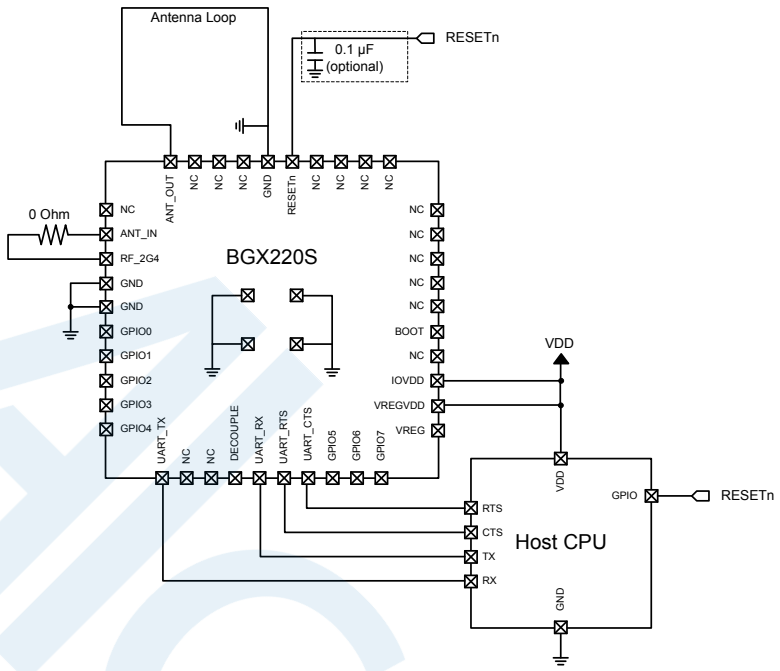 Antenna Loop
RESETn
0.1 µF
(optional)
ANT_OUT
NC
NC
NC
GND
RESETn
NC
NC
NC
NC
NC
0 Ohm
ANT_IN
RF_2G4
GND
GND
GPIO0
GPIO1
GPIO2
GPIO3
GPIO4
BGX220S
NC
NC
NC
NC
NC
BOOT
NC
IOVDD
VREGVDD
VREG
VDD
UART_TX
NC
NC
DECOUPLE
UART_RX
UART_RTS
UART_CTS
GPIO5
GPIO6
GPIO7
VDD
GPIO
RESETn
RTS
CTS
TX
RX
Host CPU
GND